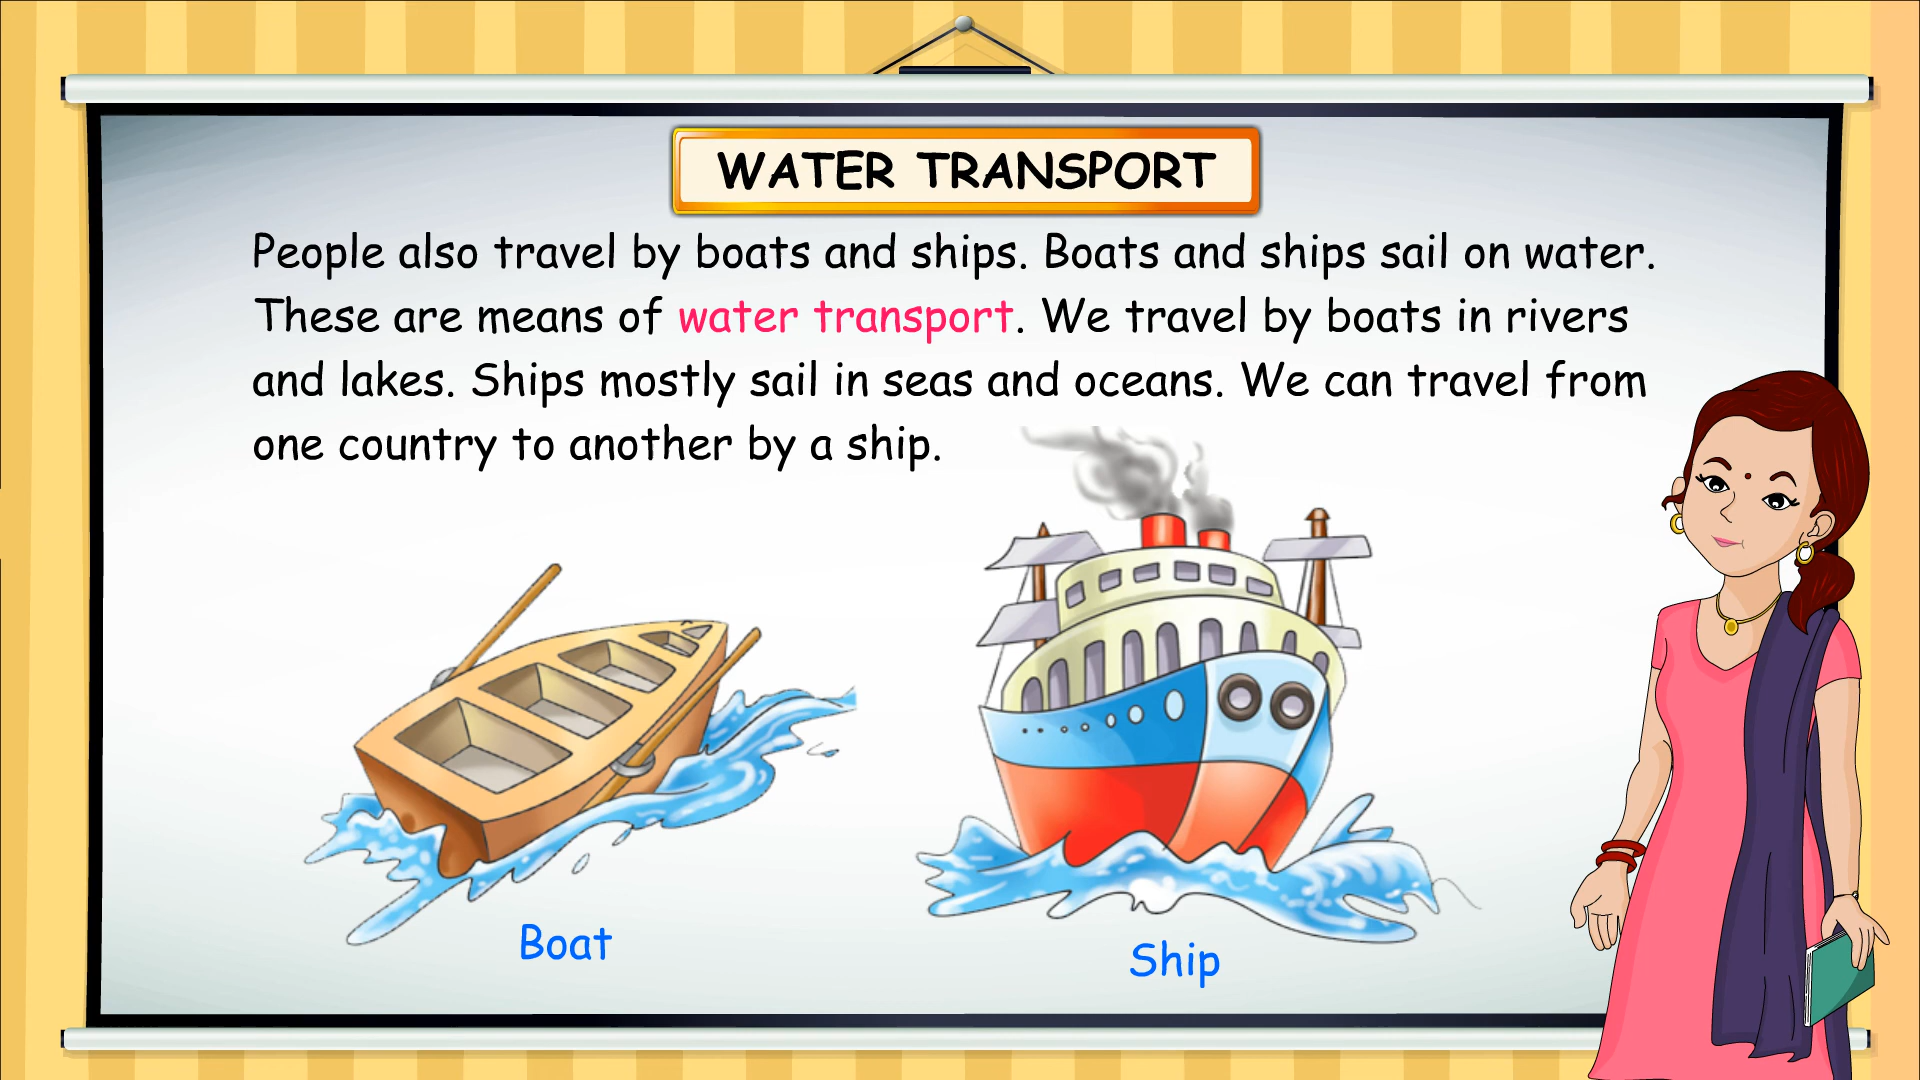 WATER TRANSPORT
People also travel by boats and ships. Boats and ships sail on water.
These are means of water transport. We travel by boats in rivers
and lakes. Ships mostly sail in seas and oceans. We can travel from
one country to another by a ship.
Boat
Ship